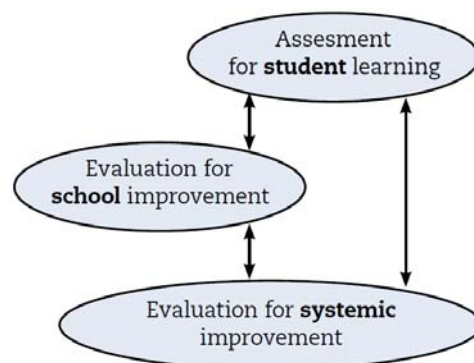 Assesment
for student learning
Evaluation for
school improvement
Evaluation for systemic
improvement